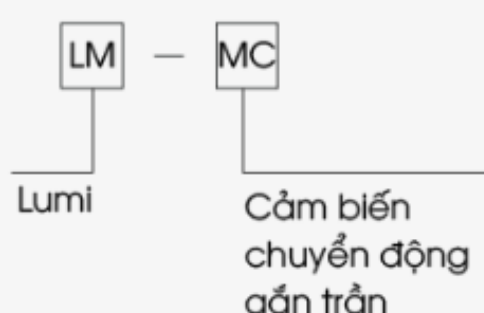 LM — MC
Lumi
Cảm biến
chuyển động
gắn trần